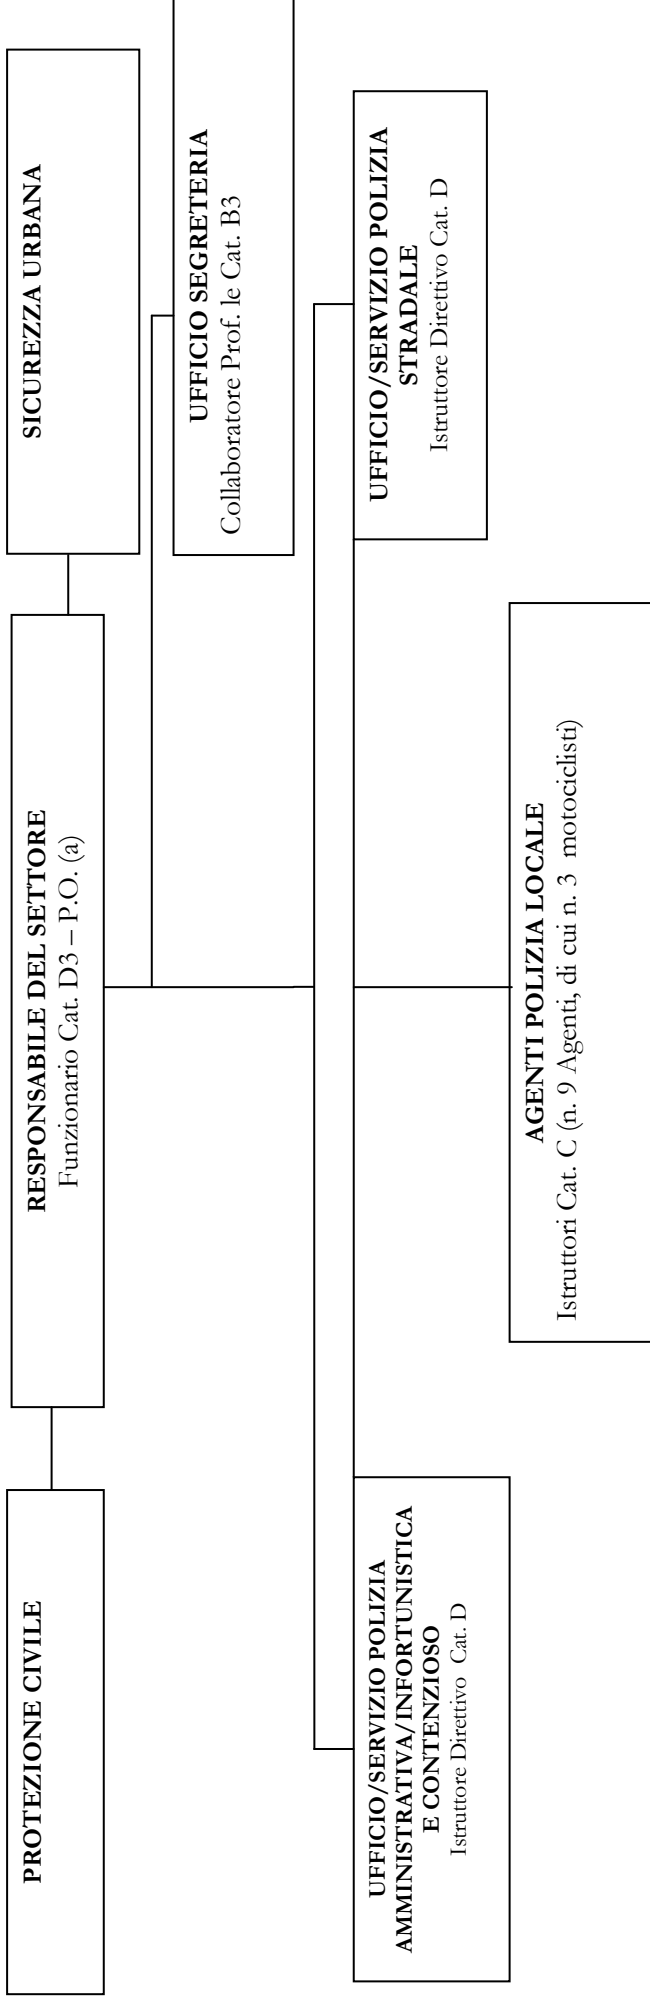 PROTEZIONE CIVILE
RESPONSABILE DEL SETTORE
Funzionario Cat. D3 – P.O. (a)
SICUREZZA URBANA
UFFICIO SEGRETERIA
Collaboratore Prof. le Cat. B3
UFFICIO/SERVIZIO POLIZIA
AMMINISTRATIVA/INFORTUNISTICA
E CONTENZIOSO
Istruttore Direttivo Cat. D
UFFICIO/SERVIZIO POLIZIA
STRADALE
Istruttore Direttivo Cat. D
AGENTI POLIZIA LOCALE
Istruttori Cat. C (n. 9 Agenti, di cui n. 3 motociclisti)